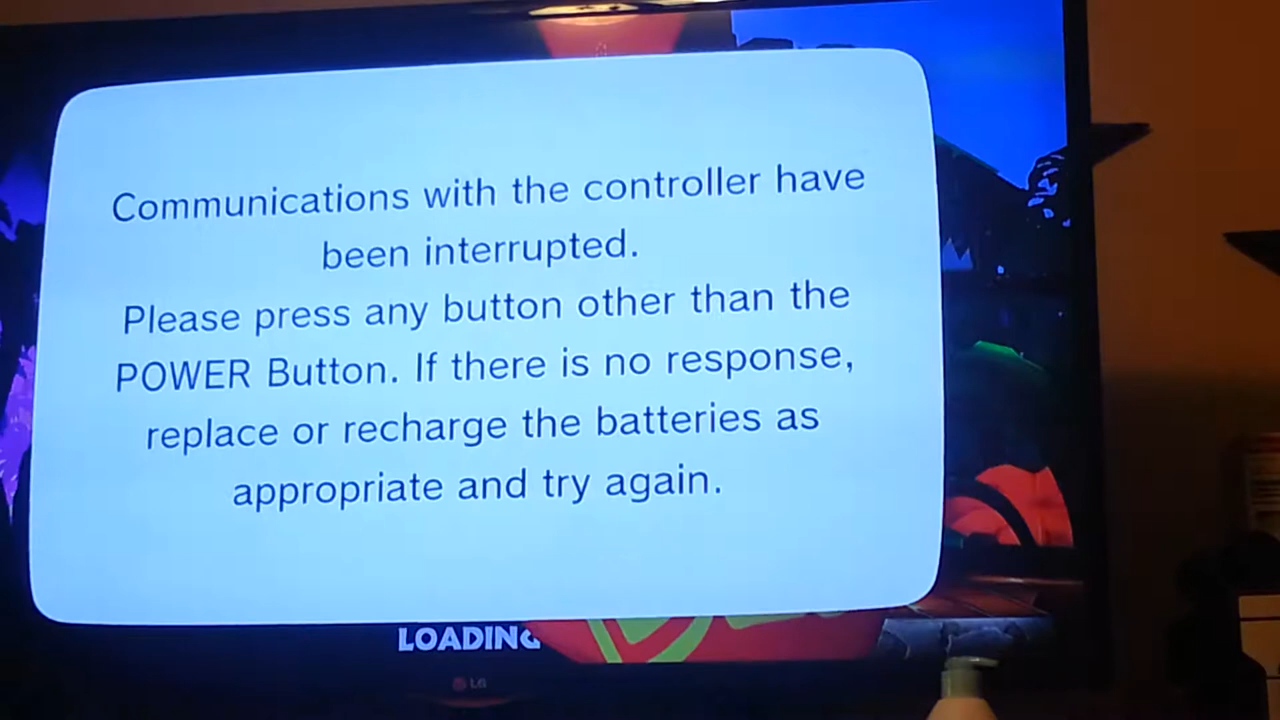 Communications with the controller have
been interrupted.
Please press any button other than the
POWER Button. If there is no response,
replace or recharge the batteries as
appropriate and try again.
LOADING
LG